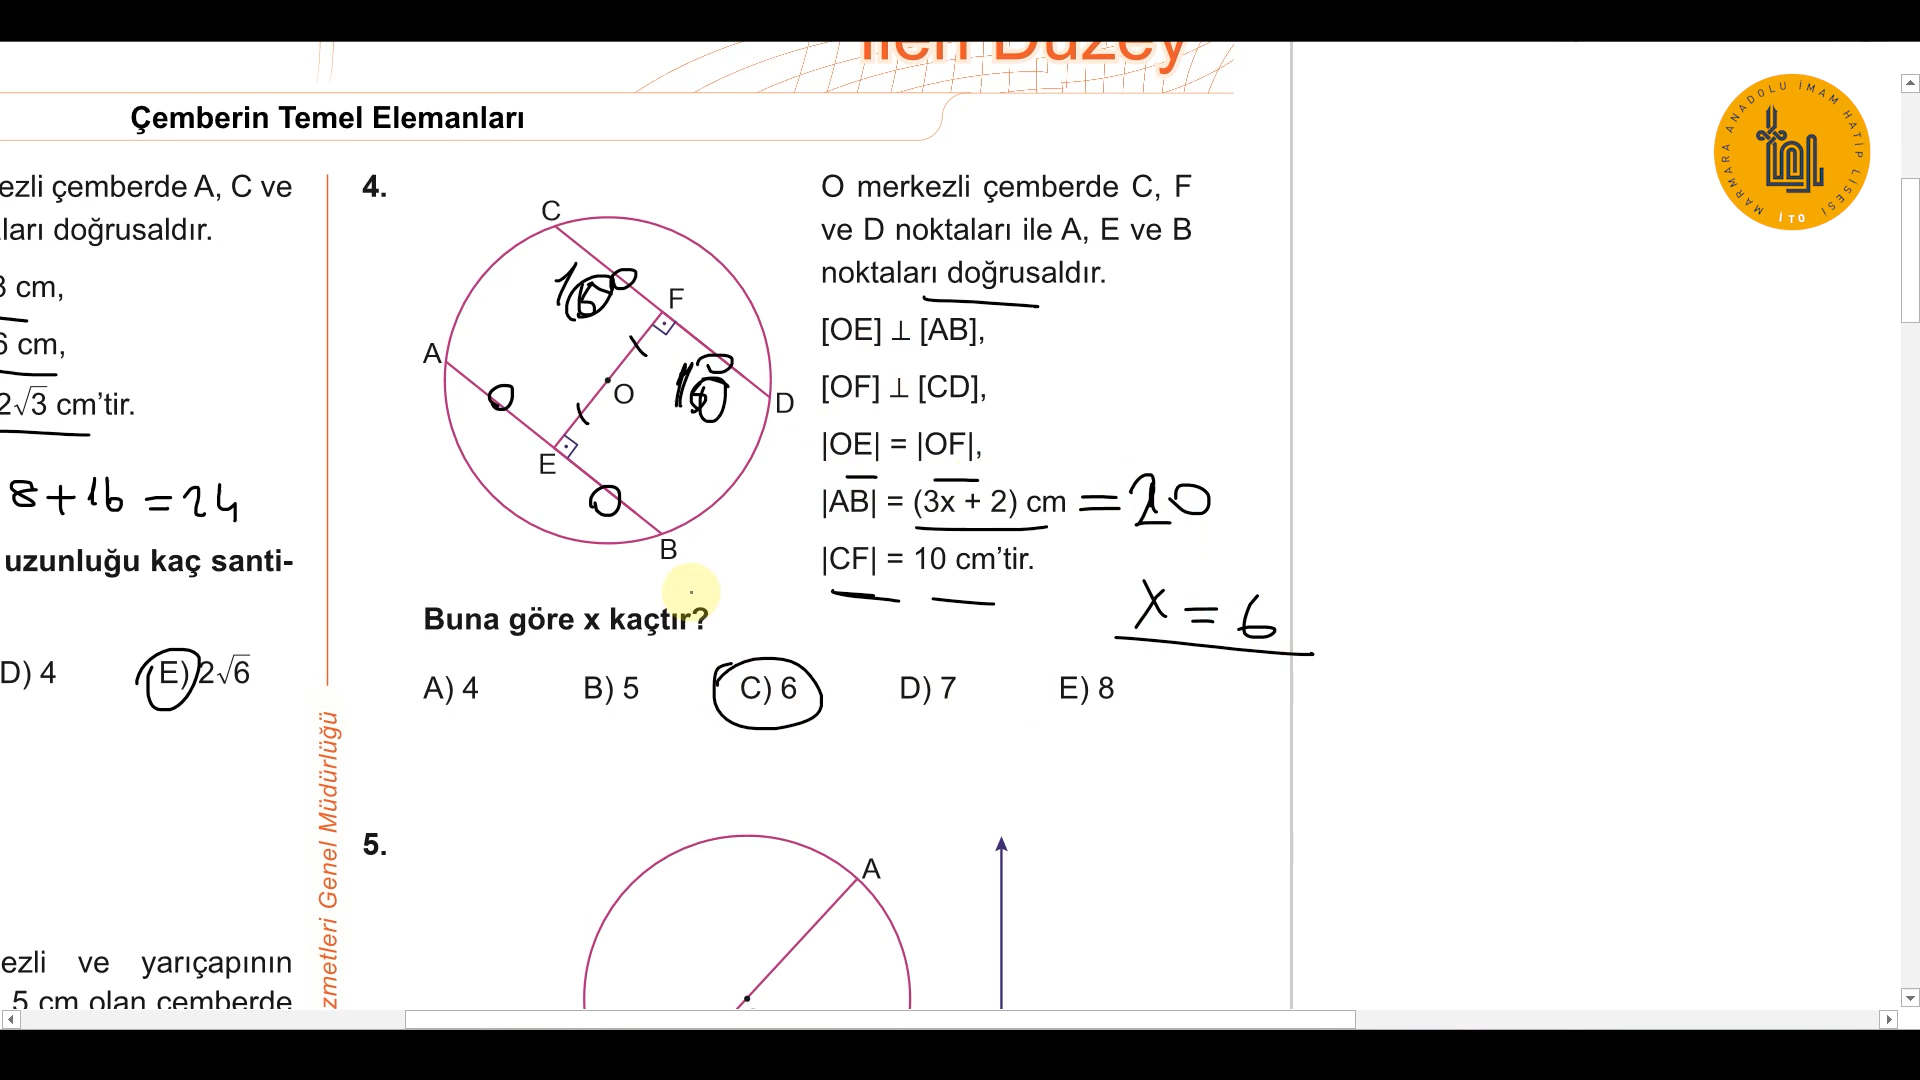 İleri Düzey
Çemberin Temel Elemanları
ezli çemberde A, C ve
ları doğrusaldır.
3 cm,
6 cm,
2√3 cm’tir.
8 + 16 = 24
uzunluğu kaç santi-
D) 4 E) 2√6
ezli ve yarıçapının
5 cm olan çemberde
zmetleri Genel Müdürlüğü
4.
C
F
A
O
D
E
B
10
10
O merkezli çemberde C, F
ve D noktaları ile A, E ve B
noktaları doğrusaldır.
[OE] ⊥ [AB],
[OF] ⊥ [CD],
|OE| = |OF|,
|AB| = (3x + 2) cm = 20
|CF| = 10 cm’tir.
x = 6
Buna göre x kaçtır?
A) 4 B) 5 C) 6 D) 7 E) 8
5.
A
MARMARA ANADOLU İMAM HATİP LİSESİ
İTO